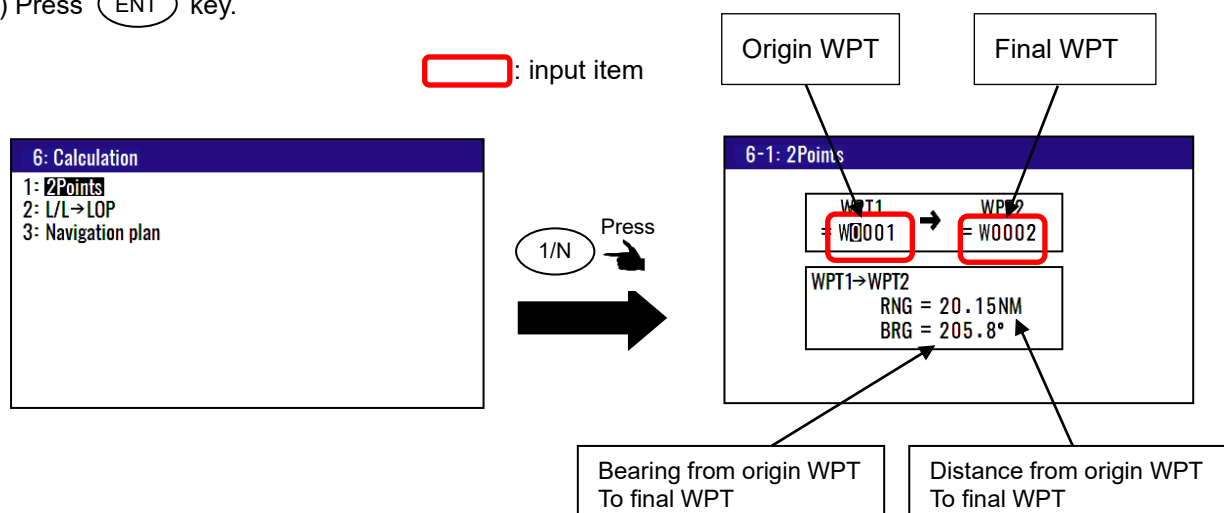 ) Press ENT key.
Origin WPT
Final WPT
: input item
6: Calculation
1: 2Points
2: L/L→LOP
3: Navigation plan
1/N
Press
6-1: 2Points
WPT1 → WPT2
= W0001 = W0002
WPT1→WPT2
RNG = 20.15NM
BRG = 205.8°
Bearing from origin WPT
To final WPT
Distance from origin WPT
To final WPT